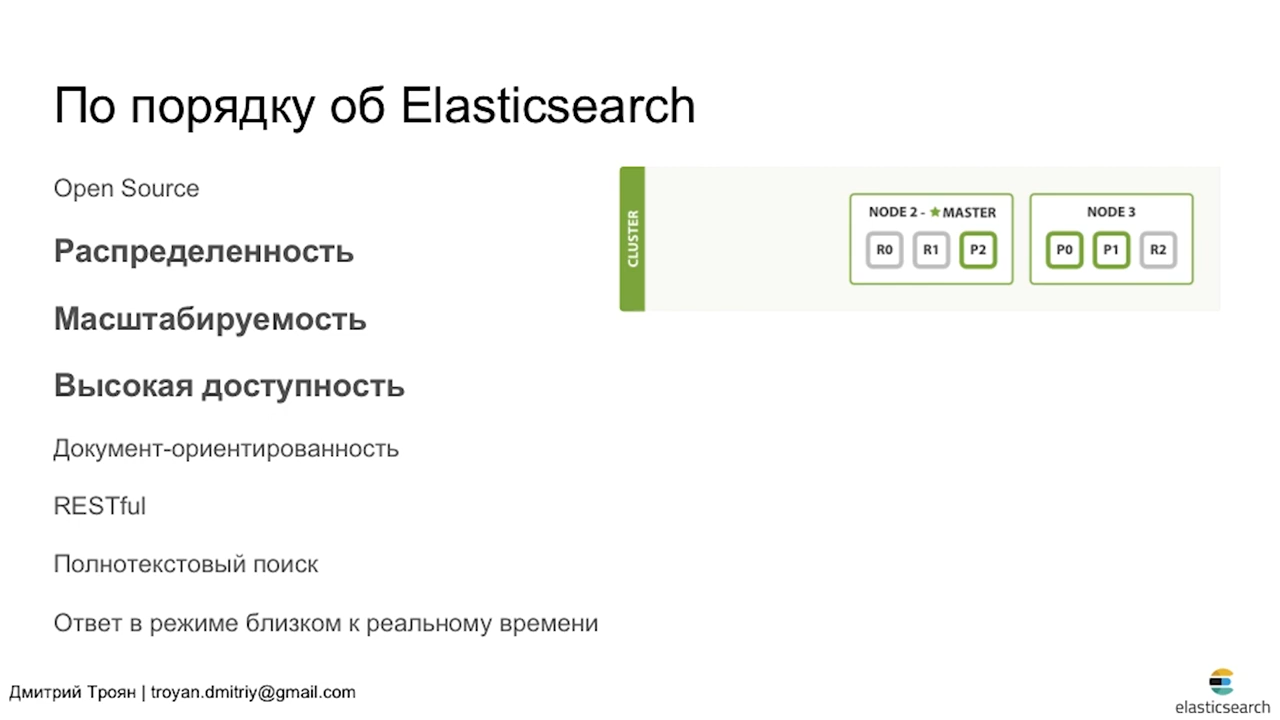 По порядку об Elasticsearch
Open Source
Распределенность
Масштабируемость
Высокая доступность
Документ-ориентированность
RESTful
Полнотекстовый поиск
Ответ в режиме близком к реальному времени
CLUSTER
NODE 2 - ★ MASTER
R0 R1 P2
NODE 3
P0 P1 R2
Дмитрий Троян | troyan.dmitriy@gmail.com
elasticsearch